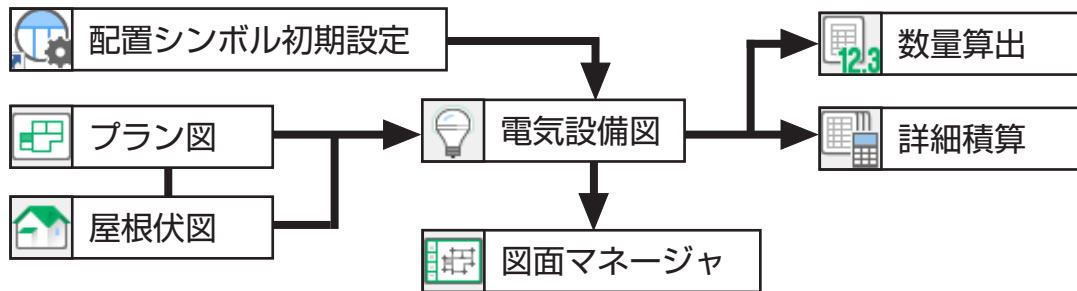 配置シンボル初期設定
プラン図
屋根伏図
電気設備図
図面マネージャ
12.3
数量算出
詳細積算